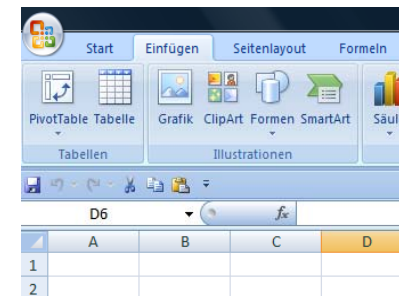 Start Einfügen Seitenlayout Formeln
PivotTable Tabelle Grafik ClipArt Formen SmartArt Säul
Tabellen Illustrationen
D6 fx
A B C D
1
2